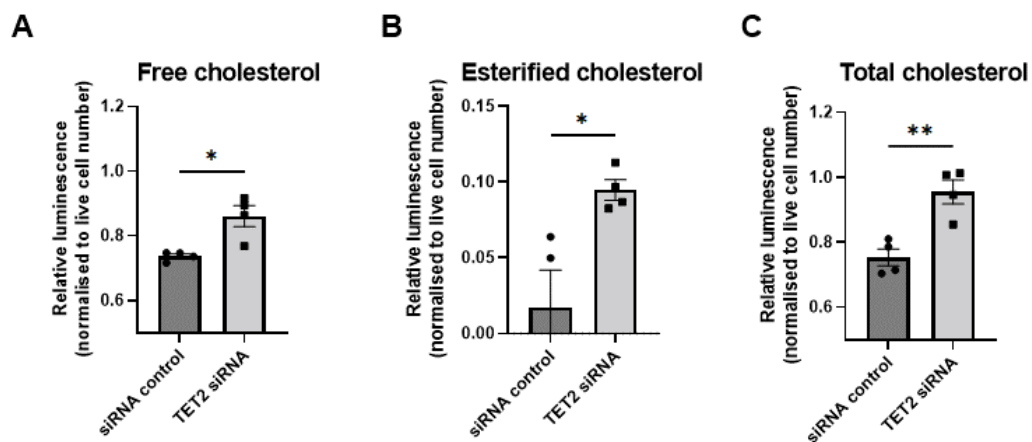 A
Free cholesterol
Relative luminescence
(normalised to live cell number)
1.2
1.0
0.8
0.6
*
siRNA control
TET2 siRNA
B
Esterified cholesterol
Relative luminescence
(normalised to live cell number)
0.15
0.10
0.05
0.00
*
siRNA control
TET2 siRNA
C
Total cholesterol
Relative luminescence
(normalised to live cell number)
1.2
1.0
0.8
0.6
**
siRNA control
TET2 siRNA